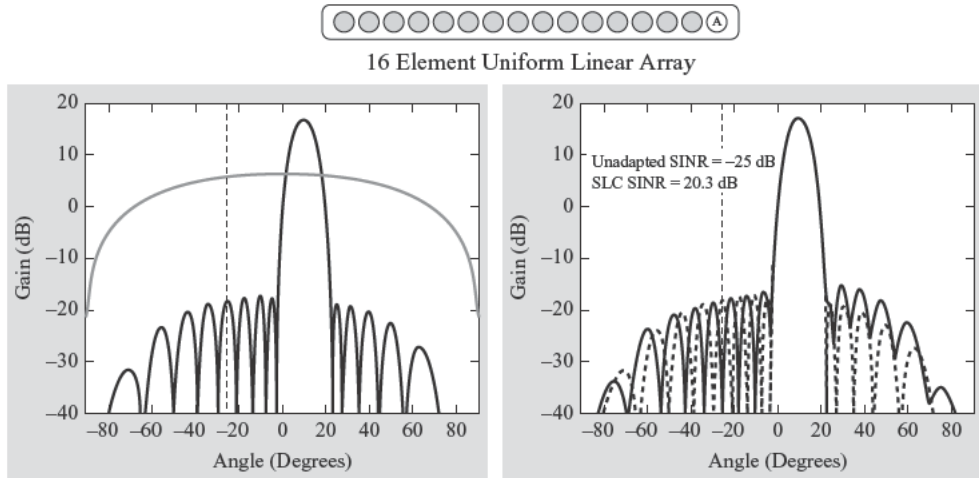 A
16 Element Uniform Linear Array
20
10
0
–10
–20
–30
–40
Gain (dB)
–80 –60 –40 –20 0 20 40 60 80
Angle (Degrees)
20
10
0
–10
–20
–30
–40
Gain (dB)
Unadapted SINR = –25 dB
SLC SINR = 20.3 dB
–80 –60 –40 –20 0 20 40 60 80
Angle (Degrees)